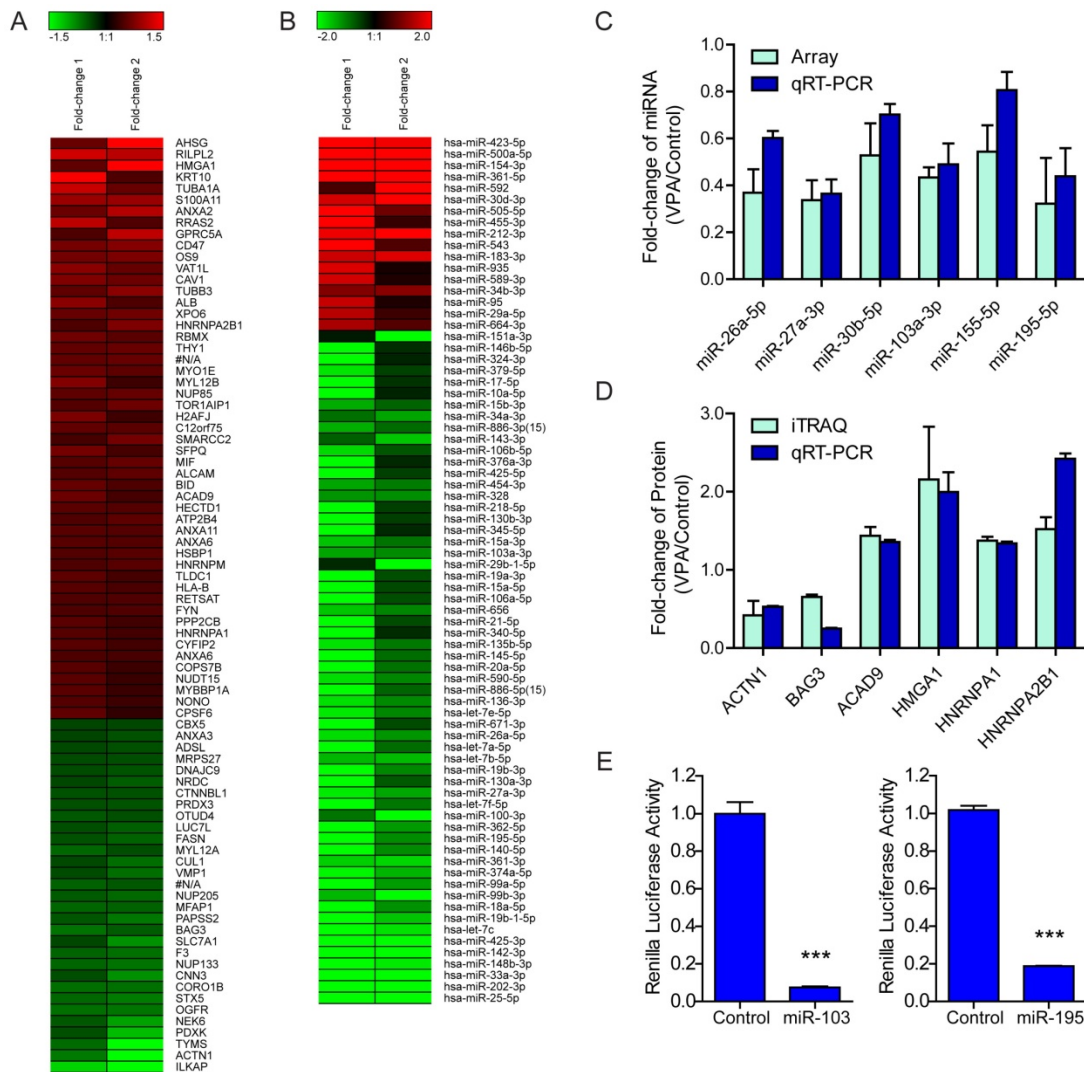 A
-1.5 1:1 1.5
Fold-change 1
Fold-change 2
AHSG
RILPL2
HMGA1
KRT10
TUBA1A
S100A11
ANXA2
RRAS2
GPRC5A
CD47
OS9
VAT1L
CAV1
TUBB3
ALB
XPO6
HNRNPA2B1
RBMX
THY1
#N/A
MYO1E
MYL12B
NUP85
TOR1AIP1
H2AFJ
C12orf75
SMARCC2
SFPQ
MIF
ALCAM
BID
ACAD9
HECTD1
ATP2B4
ANXA11
ANXA6
HSBP1
HNRNPM
TLDC1
HLA-B
RETSAT
FYN
PPP2CB
HNRNPA1
CYFIP2
ANXA6
COPS7B
NUDT15
MYBBP1A
NONO
CPSF6
CBX5
ANXA3
ADSL
MRPS27
DNAJC9
NRDC
CTNNBL1
PRDX3
OTUD4
LUC7L
FASN
MYL12A
CUL1
VMP1
#N/A
NUP205
MFAP1
PAPSS2
BAG3
SLC7A1
F3
NUP133
CNN3
CORO1B
STX5
OGFR
NEK6
PDXK
TYMS
ACTN1
ILKAP
B
-2.0 1:1 2.0
Fold-change 1
Fold-change 2
hsa-miR-423-5p
hsa-miR-500a-5p
hsa-miR-154-3p
hsa-miR-361-5p
hsa-miR-592
hsa-miR-30d-3p
hsa-miR-505-5p
hsa-miR-455-3p
hsa-miR-212-3p
hsa-miR-543
hsa-miR-183-3p
hsa-miR-935
hsa-miR-589-3p
hsa-miR-34b-3p
hsa-miR-95
hsa-miR-29a-5p
hsa-miR-664-3p
hsa-miR-151a-3p
hsa-miR-146b-5p
hsa-miR-324-3p
hsa-miR-379-5p
hsa-miR-17-5p
hsa-miR-10a-5p
hsa-miR-15b-3p
hsa-miR-34a-3p
hsa-miR-886-3p(15)
hsa-miR-143-3p
hsa-miR-106b-5p
hsa-miR-376a-3p
hsa-miR-425-5p
hsa-miR-454-3p
hsa-miR-328
hsa-miR-218-5p
hsa-miR-130b-3p
hsa-miR-345-5p
hsa-miR-15a-3p
hsa-miR-103a-3p
hsa-miR-29b-1-5p
hsa-miR-19a-3p
hsa-miR-15a-5p
hsa-miR-106a-5p
hsa-miR-656
hsa-miR-21-5p
hsa-miR-340-5p
hsa-miR-135b-5p
hsa-miR-145-5p
hsa-miR-20a-5p
hsa-miR-590-5p
hsa-miR-886-5p(15)
hsa-miR-136-3p
hsa-let-7e-5p
hsa-miR-671-3p
hsa-miR-26a-5p
hsa-let-7a-5p
hsa-let-7b-5p
hsa-miR-19b-3p
hsa-miR-130a-3p
hsa-miR-27a-3p
hsa-let-7f-5p
hsa-miR-100-3p
hsa-miR-362-5p
hsa-miR-195-5p
hsa-miR-140-5p
hsa-miR-361-3p
hsa-miR-374a-5p
hsa-miR-99a-5p
hsa-miR-99b-3p
hsa-miR-18a-5p
hsa-miR-19b-1-5p
hsa-let-7c
hsa-miR-425-3p
hsa-miR-142-3p
hsa-miR-148b-3p
hsa-miR-33a-3p
hsa-miR-202-3p
hsa-miR-25-5p
C
Fold-change of miRNA
(VPA/Control)
1.0
0.8
0.6
0.4
0.2
0.0
Array
qRT-PCR
miR-26a-5p
miR-27a-3p
miR-30b-5p
miR-103a-3p
miR-155-5p
miR-195-5p
D
Fold-change of Protein
(VPA/Control)
3.0
2.0
1.0
0.0
iTRAQ
qRT-PCR
ACTN1
BAG3
ACAD9
HMGA1
HNRNPA1
HNRNPA2B1
E
Renilla Luciferase Activity
1.2
1.0
0.8
0.6
0.4
0.2
0.0
***
Control miR-103
Renilla Luciferase Activity
1.2
1.0
0.8
0.6
0.4
0.2
0.0
***
Control miR-195